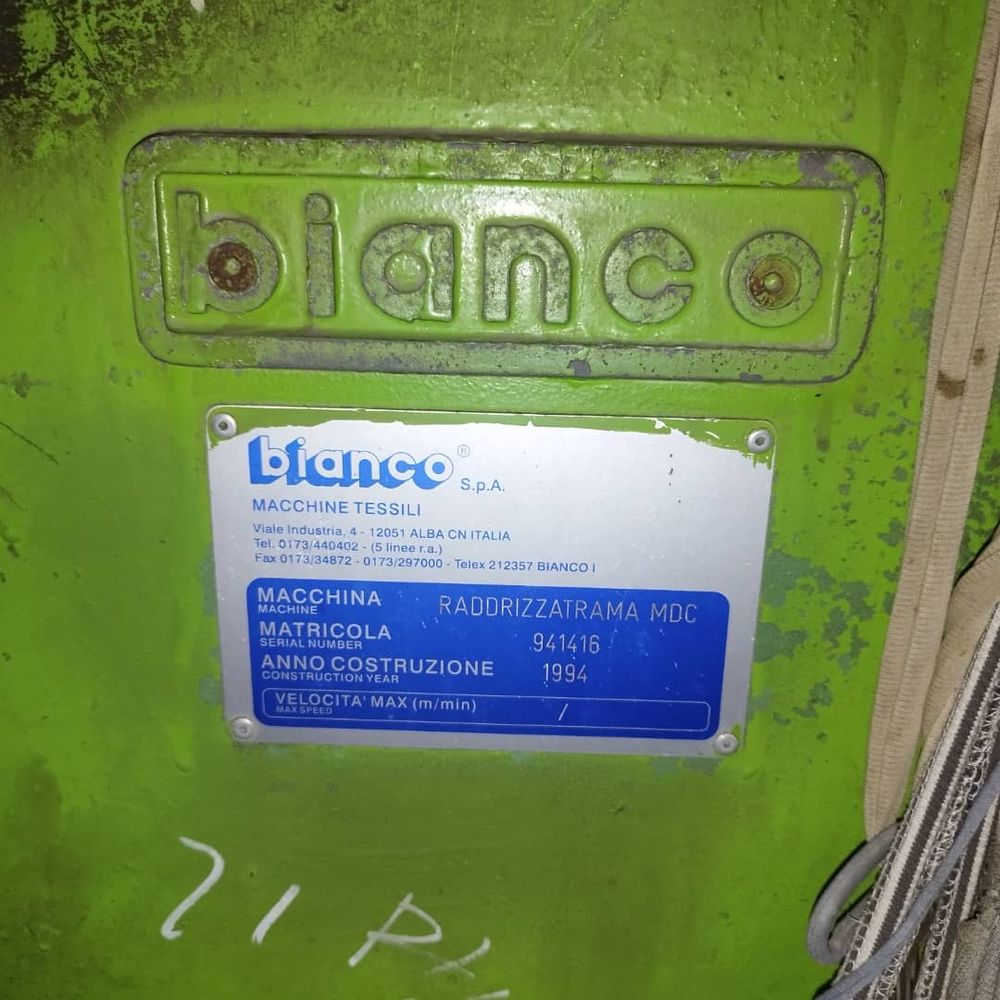 bianco
bianco®
S.p.A.
MACCHINE TESSILI
Viale Industria, 4 - 12051 ALBA CN ITALIA
Tel. 0173/440402 - (5 linee r.a.)
Fax 0173/34872 - 0173/297000 - Telex 212357 BIANCO I
MACCHINA RADDRIZZATRAMA MDC
MACHINE
MATRICOLA 941416
SERIAL NUMBER
ANNO COSTRUZIONE 1994
CONSTRUCTION YEAR
VELOCITA' MAX (m/min) /
MAX SPEED
21